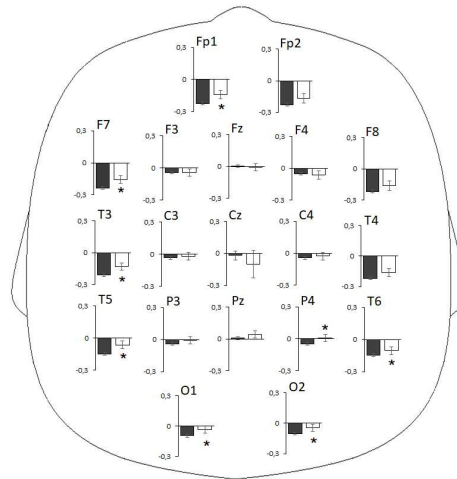 Fp1 Fp2
0,3 0,3
0 0
-0,3 * -0,3
F7 F3 Fz F4 F8
0,3 0,3 0,3 0,3 0,3
0 0 0 0 0
-0,3 * -0,3 -0,3 -0,3 -0,3
T3 C3 Cz C4 T4
0,3 0,3 0,3 0,3 0,3
0 0 0 0 0
-0,3 * -0,3 -0,3 -0,3 -0,3
T5 P3 Pz P4 T6
0,3 0,3 0,3 0,3 * 0,3
0 0 0 0 0
-0,3 * -0,3 -0,3 -0,3 -0,3 *
O1 O2
0,3 0,3
0 0
-0,3 * -0,3 *